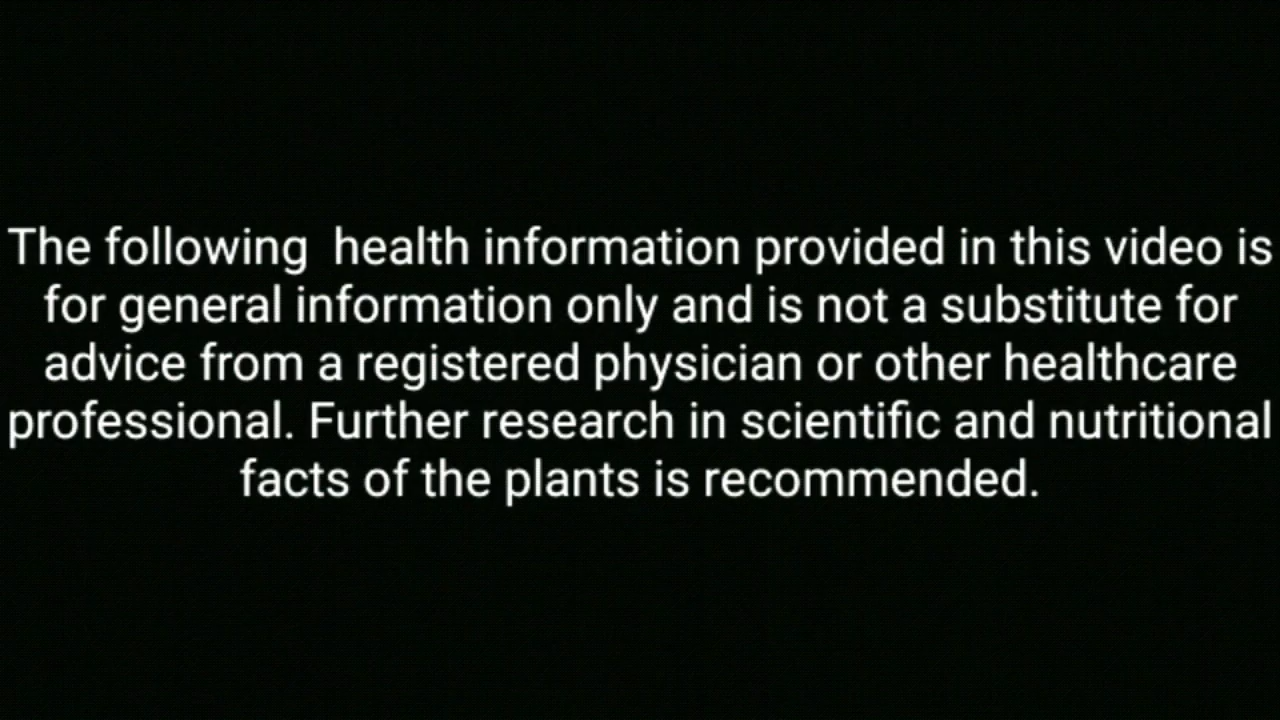 The following  health information provided in this video is
for general information only and is not a substitute for
advice from a registered physician or other healthcare
professional. Further research in scientific and nutritional
facts of the plants is recommended.